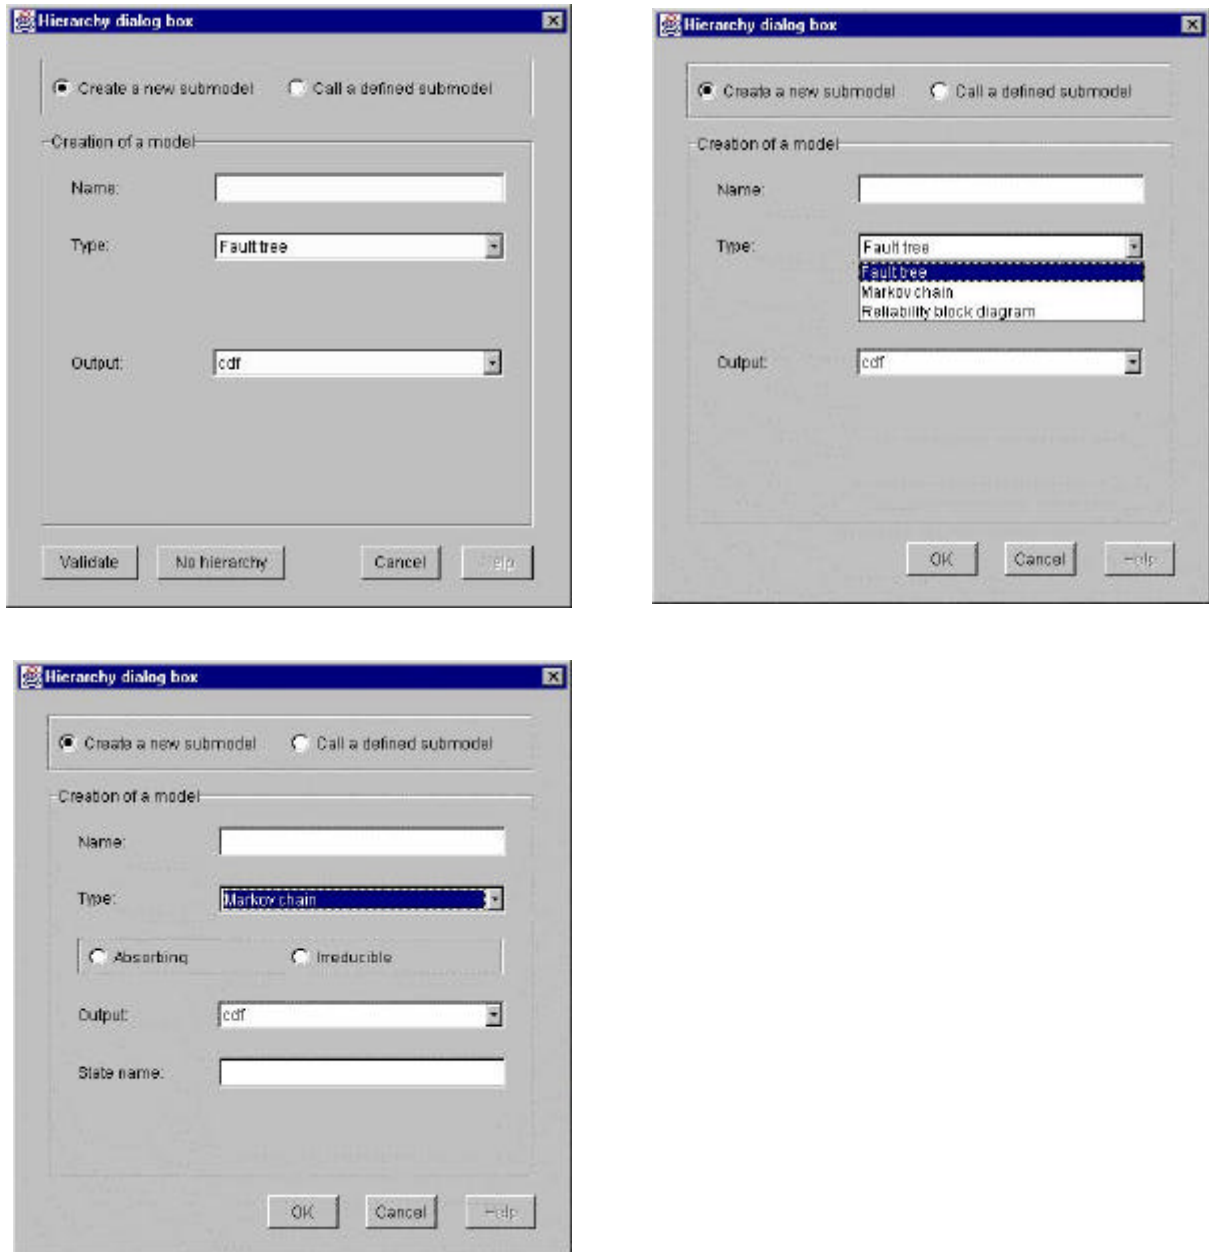 Hierarchy dialog box
Create a new submodel Call a defined submodel
Creation of a model
Name:
Type: Fault tree
Output: cdf
Validate No hierarchy Cancel Help
Hierarchy dialog box
Create a new submodel Call a defined submodel
Creation of a model
Name:
Type: Fault tree
Fault tree
Markov chain
Reliability block diagram
Output: cdf
OK Cancel Help
Hierarchy dialog box
Create a new submodel Call a defined submodel
Creation of a model
Name:
Type: Markov chain
Absorbing Irreducible
Output: cdf
State name:
OK Cancel Help